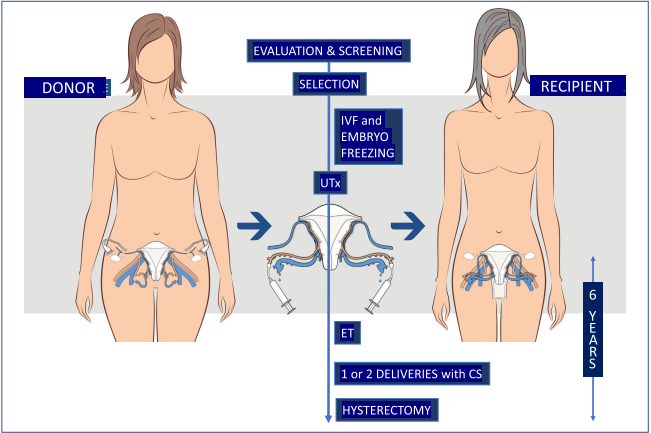 EVALUATION & SCREENING
DONOR
SELECTION
RECIPIENT
IVF and
EMBRYO
FREEZING
UTx
6 YEARS
ET
1 or 2 DELIVERIES with CS
HYSTERECTOMY